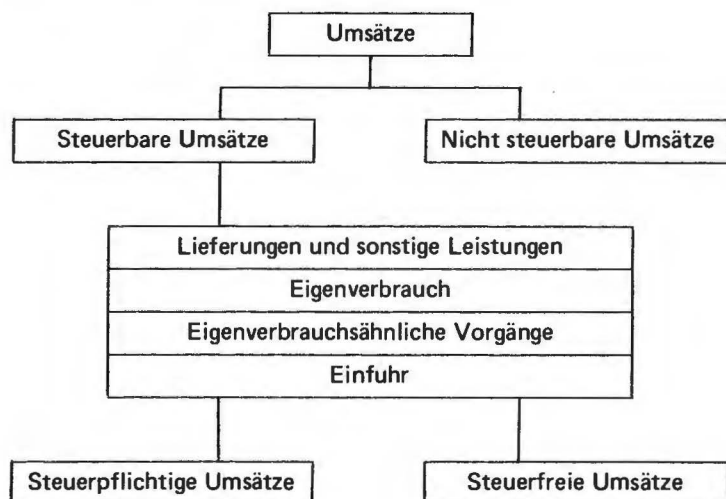 Umsätze
Steuerbare Umsätze
Nicht steuerbare Umsätze
Lieferungen und sonstige Leistungen
Eigenverbrauch
Eigenverbrauchsähnliche Vorgänge
Einfuhr
Steuerpflichtige Umsätze
Steuerfreie Umsätze